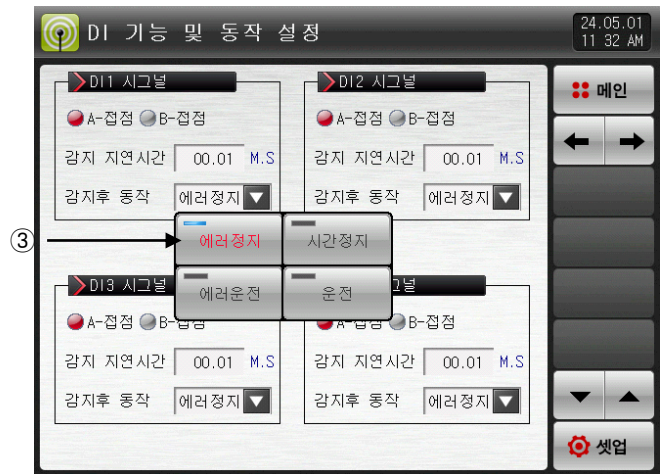 DI 기능 및 동작 설정
24.05.01
11 32 AM
DI1 시그널
A-접점 B-접점
감지 지연시간 00.01 M.S
감지후 동작 에러정지
DI2 시그널
A-접점 B-접점
감지 지연시간 00.01 M.S
감지후 동작 에러정지
③
에러정지 시간정지
에러운전 운전
DI3 시그널
A-접점 B-접점
감지 지연시간 00.01 M.S
감지후 동작 에러정지
그널
A-접점 B-접점
감지 지연시간 00.01 M.S
감지후 동작 에러정지
메인
셋업